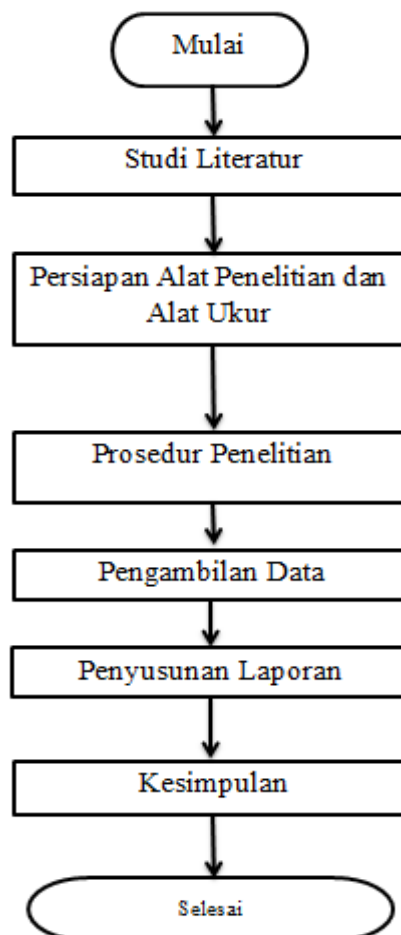 Mulai
Studi Literatur
Persiapan Alat Penelitian dan
Alat Ukur
Prosedur Penelitian
Pengambilan Data
Penyusunan Laporan
Kesimpulan
Selesai